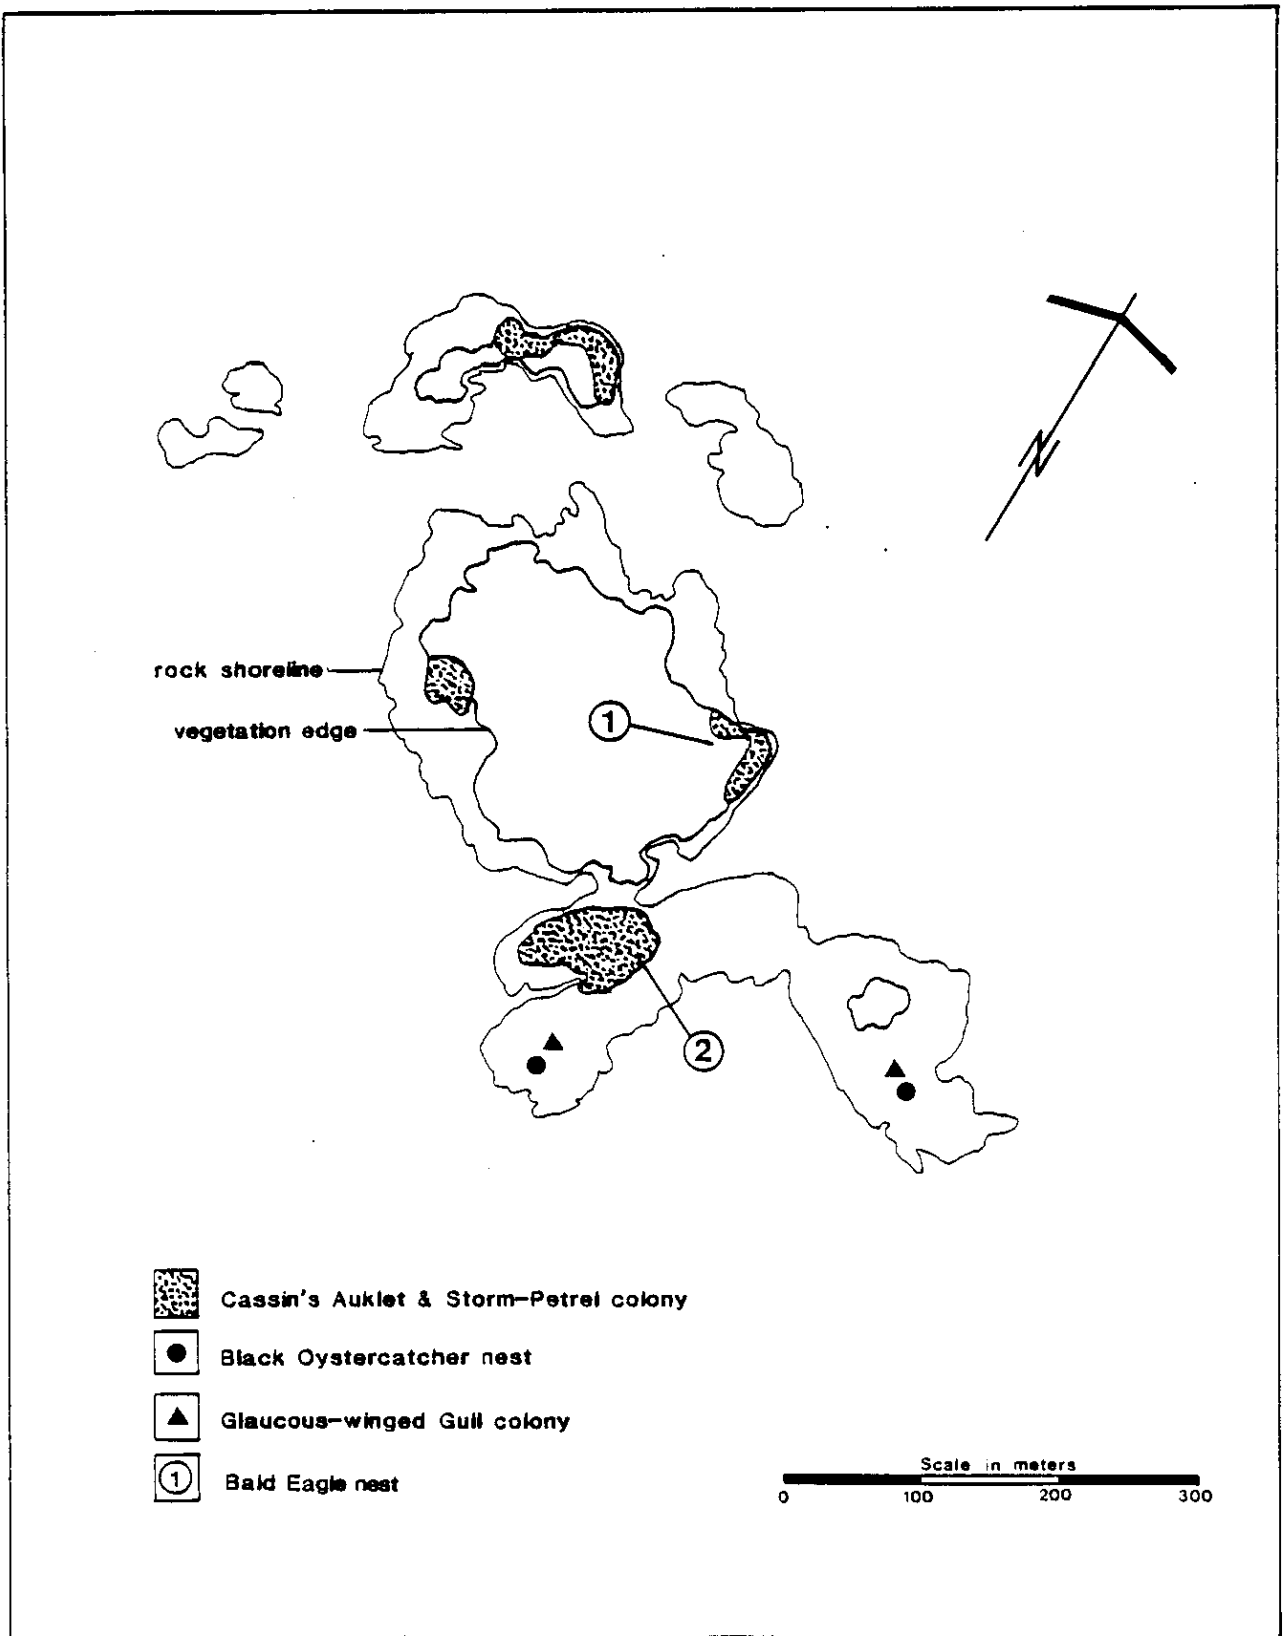 N
rock shoreline
vegetation edge
1
2
Cassin's Auklet & Storm-Petrel colony
Black Oystercatcher nest
Glaucous-winged Gull colony
1 Bald Eagle nest
Scale in meters
0 100 200 300